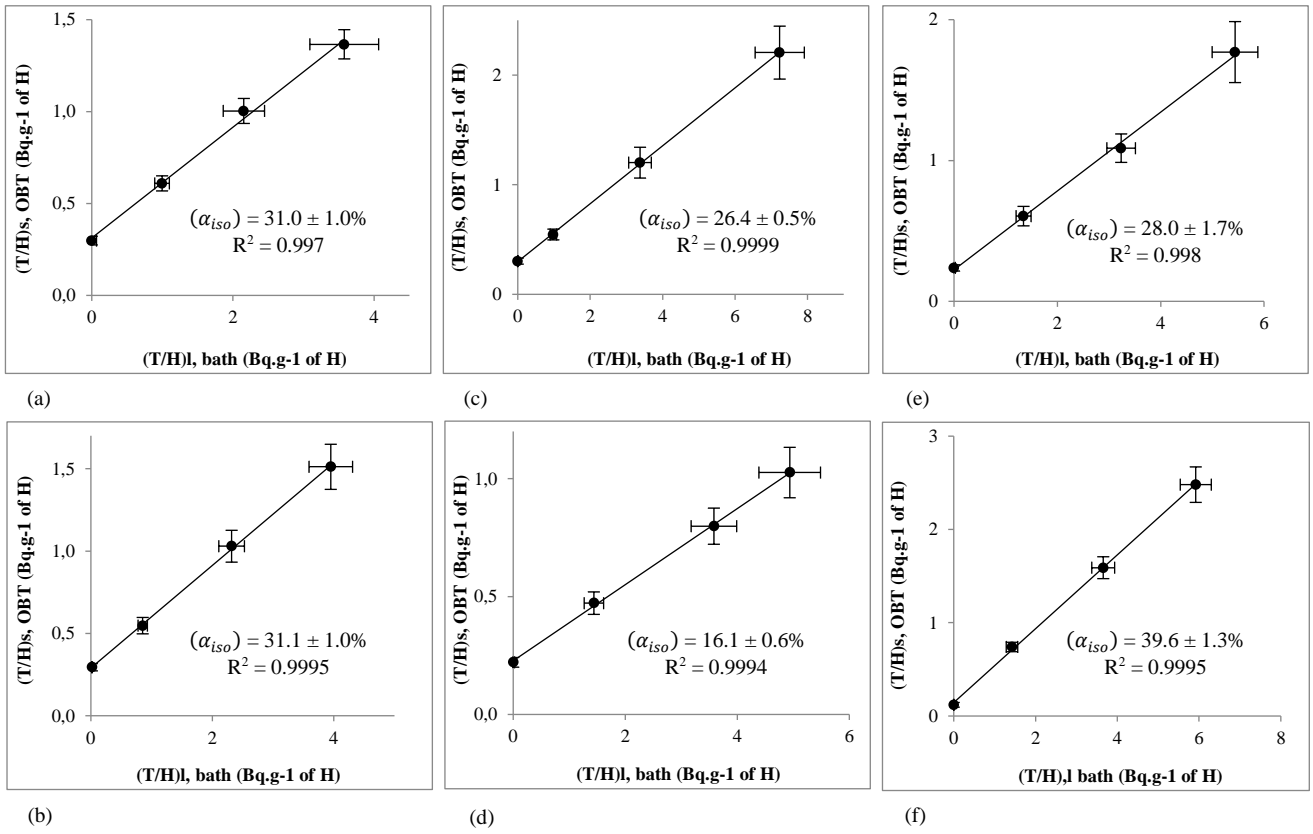 1,5
1,0
0,5
0,0
0
2
4
(T/H)s, OBT (Bq.g-1 of H)
(α_iso) = 31.0 ± 1.0%
R² = 0.997
(T/H)l, bath (Bq.g-1 of H)
(a)
2
1
0
0
2
4
6
8
(T/H)s, OBT (Bq.g-1 of H)
(α_iso) = 26.4 ± 0.5%
R² = 0.9999
(T/H)l, bath (Bq.g-1 of H)
(c)
2
1
0
0
2
4
6
(T/H)s, OBT (Bq.g-1 of H)
(α_iso) = 28.0 ± 1.7%
R² = 0.998
(T/H)l, bath (Bq.g-1 of H)
(e)
1,5
1,0
0,5
0,0
0
2
4
(T/H)s, OBT (Bq.g-1 of H)
(α_iso) = 31.1 ± 1.0%
R² = 0.9995
(T/H)l, bath (Bq.g-1 of H)
(b)
1,0
0,5
0,0
0
2
4
6
(T/H)s, OBT (Bq.g-1 of H)
(α_iso) = 16.1 ± 0.6%
R² = 0.9994
(T/H)l, bath (Bq.g-1 of H)
(d)
3
2
1
0
0
2
4
6
8
(T/H)s, OBT (Bq.g-1 of H)
(α_iso) = 39.6 ± 1.3%
R² = 0.9995
(T/H),l bath (Bq.g-1 of H)
(f)